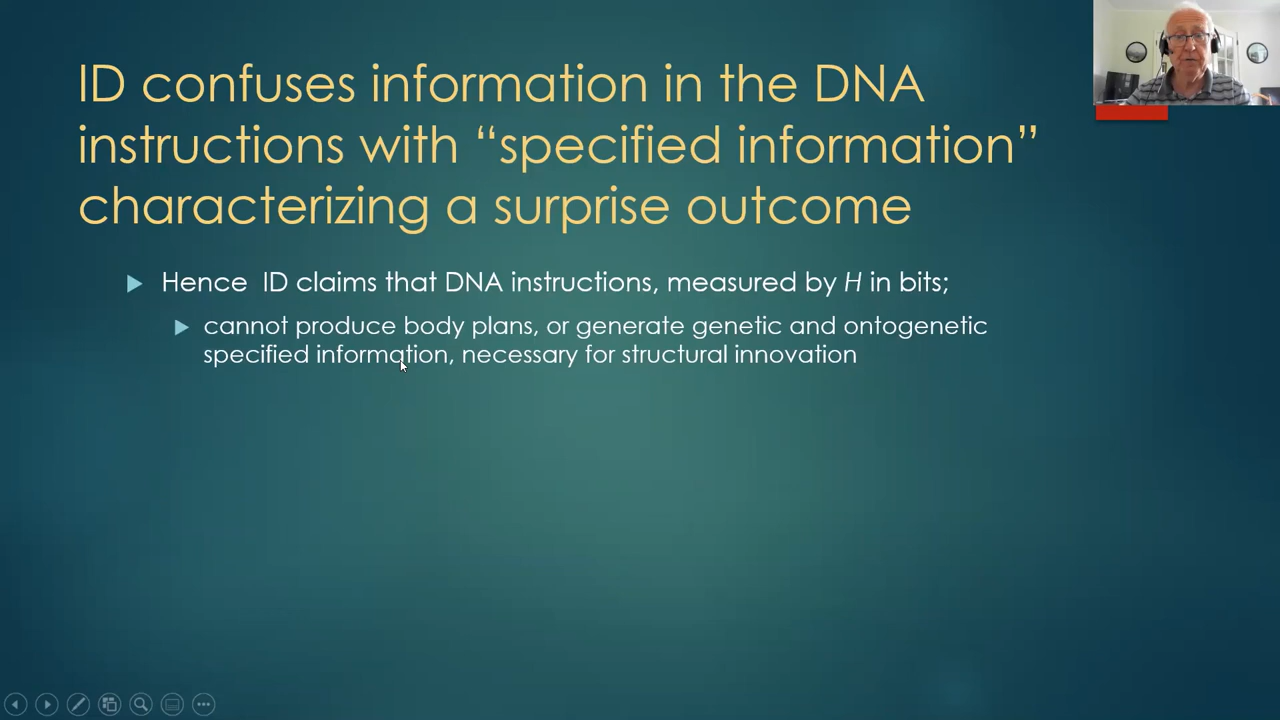 ID confuses information in the DNA
instructions with “specified information”
characterizing a surprise outcome
Hence  ID claims that DNA instructions, measured by H in bits;
cannot produce body plans, or generate genetic and ontogenetic
specified information, necessary for structural innovation